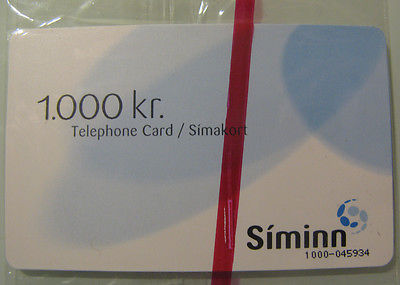 1.000 kr.
Telephone Card / Símakort
Síminn
1000-045934